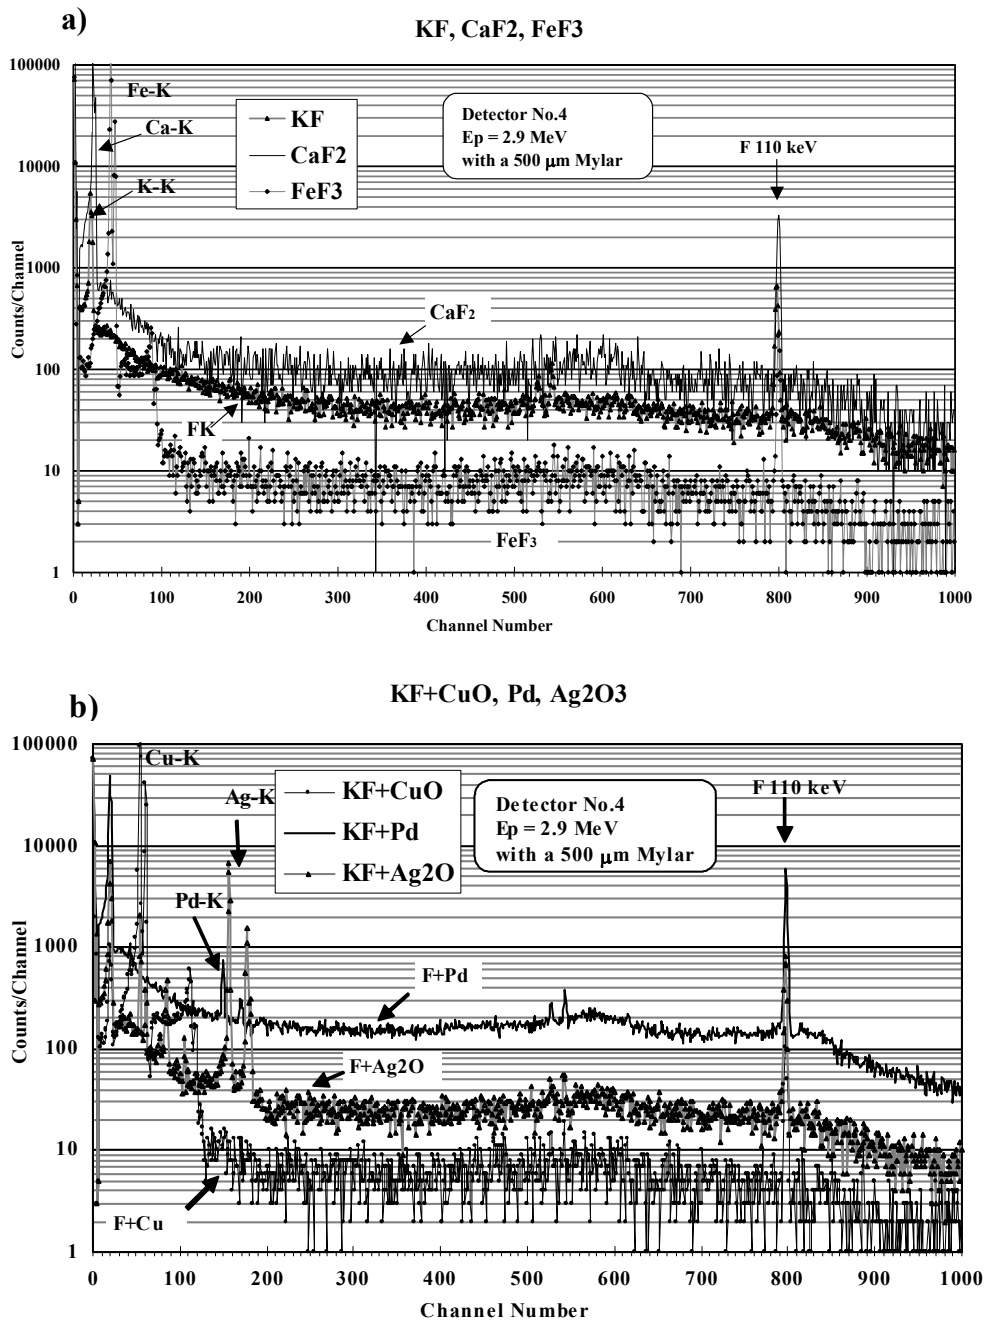 a)
KF, CaF2, FeF3
100000
10000
1000
100
10
1
Counts/Channel
Fe-K
Ca-K
K-K
KF
CaF2
FeF3
Detector No.4
Ep = 2.9 MeV
with a 500 μm Mylar
F 110 keV
CaF2
FK
FeF3
0 100 200 300 400 500 600 700 800 900 1000
Channel Number
b)
KF+CuO, Pd, Ag2O3
100000
10000
1000
100
10
1
Counts/Channel
Cu-K
Ag-K
Pd-K
KF+CuO
KF+Pd
KF+Ag2O
Detector No.4
Ep = 2.9 MeV
with a 500 μm Mylar
F 110 keV
F+Pd
F+Ag2O
F+Cu
0 100 200 300 400 500 600 700 800 900 1000
Channel Number